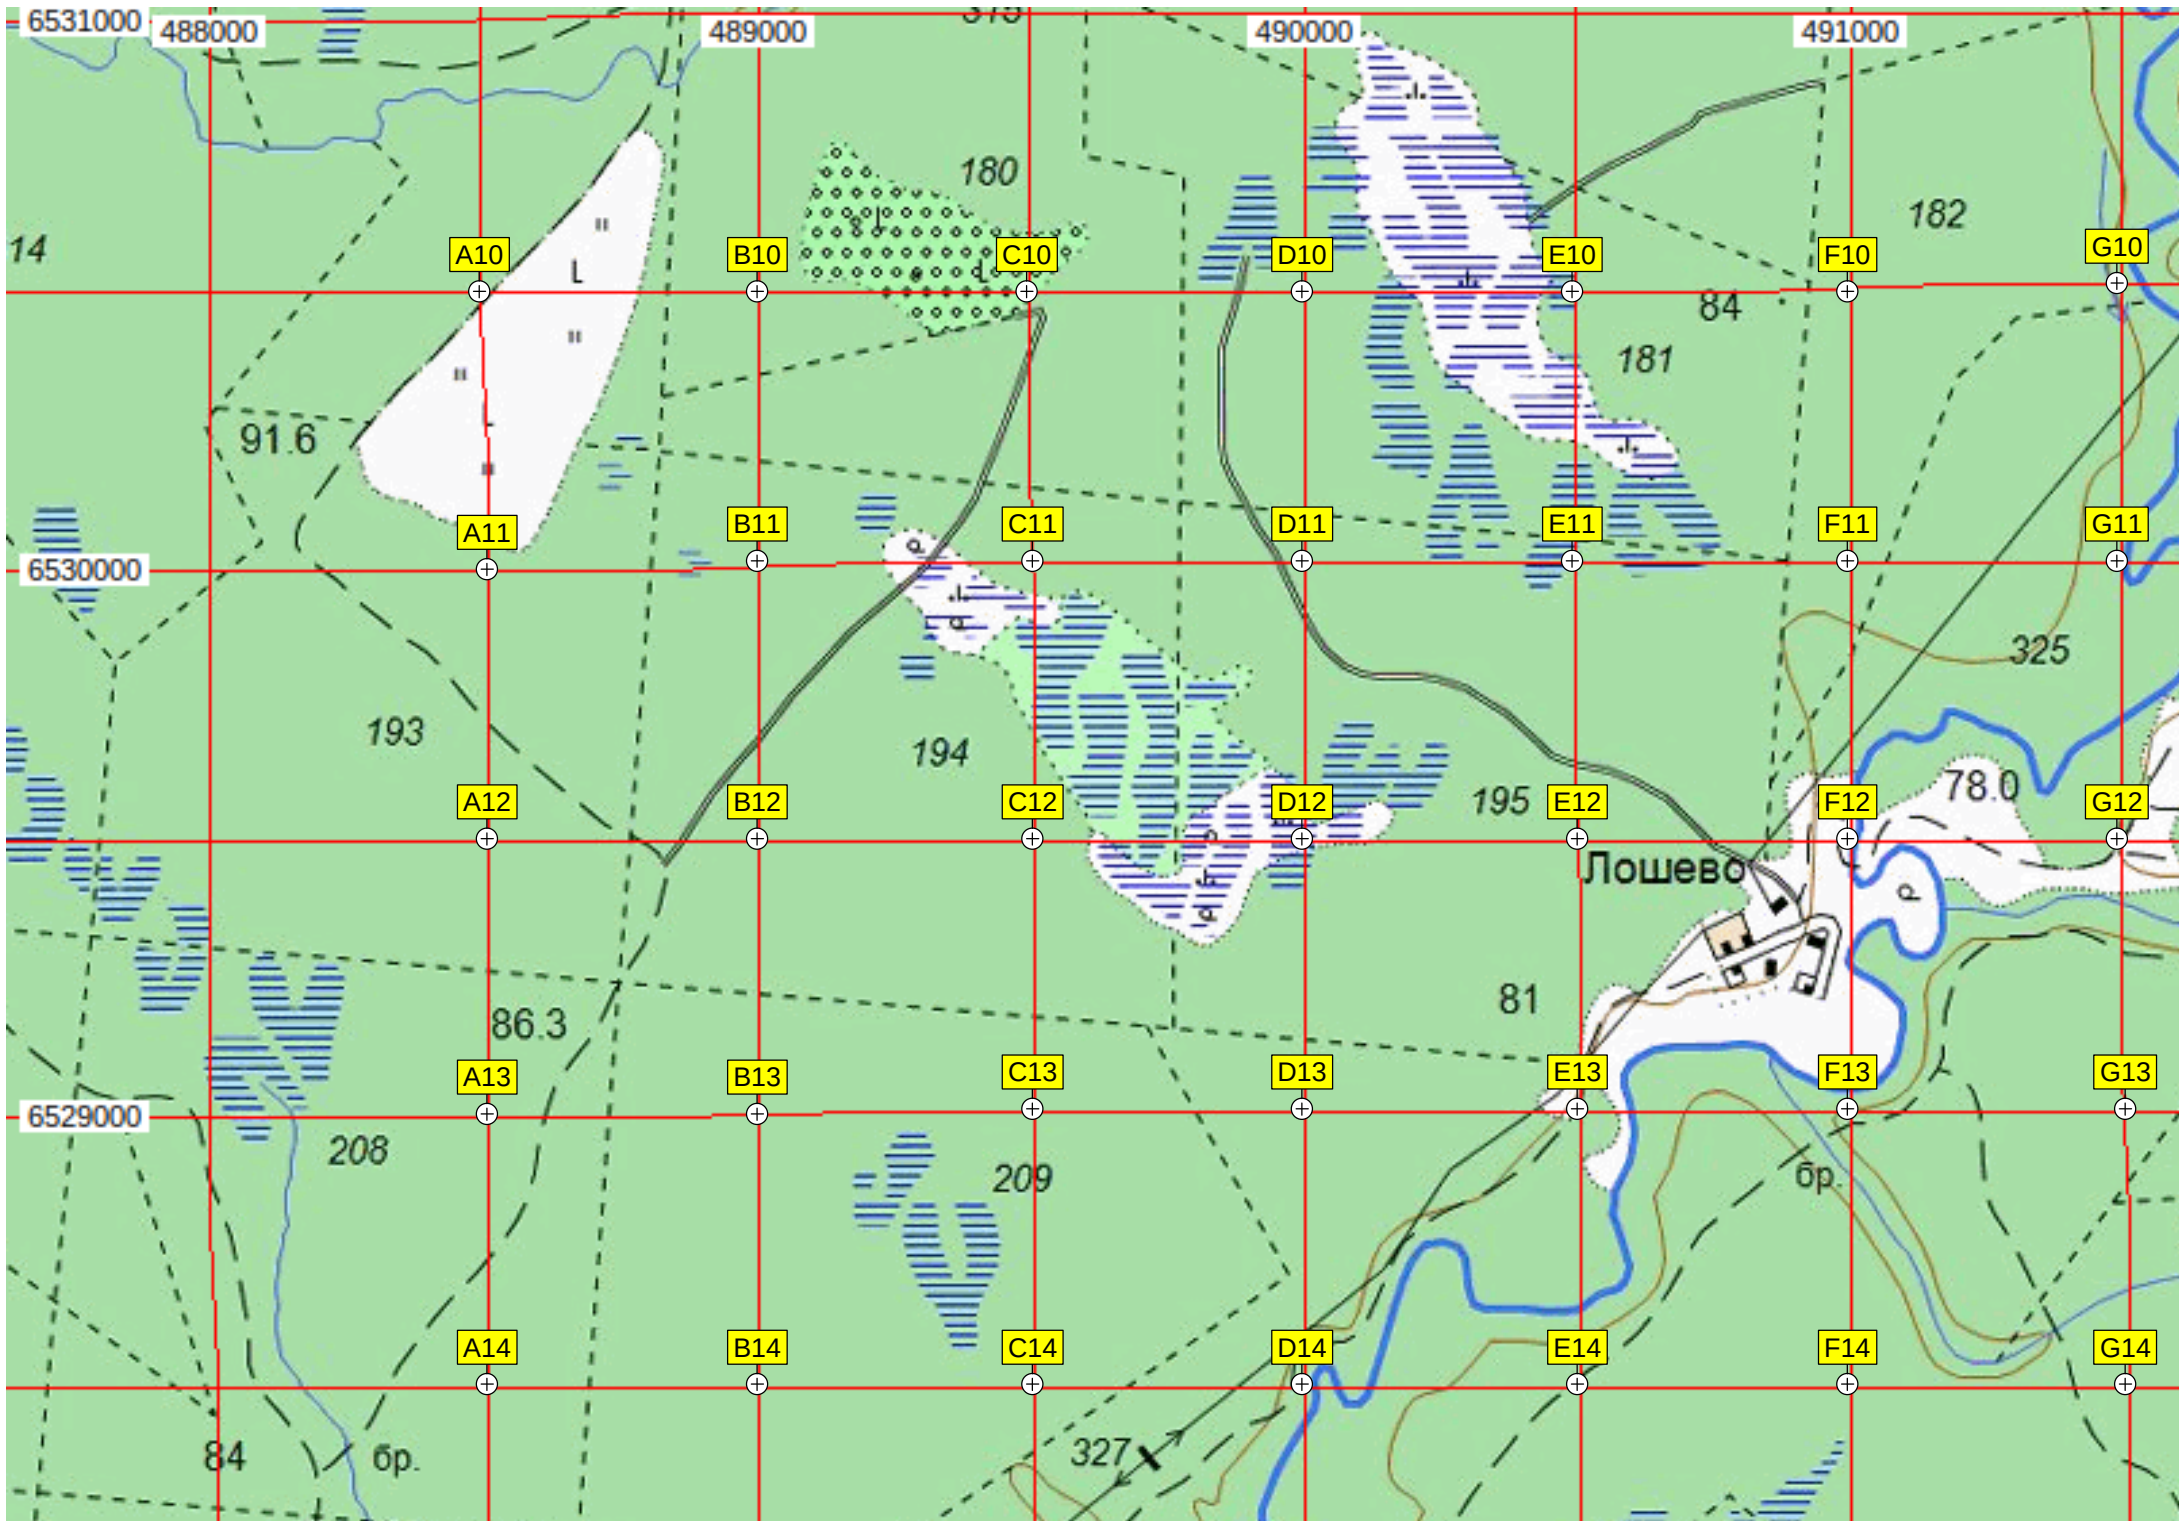 6531000 488000 489000 490000 491000
180
182
14
A10 B10 C10 D10 E10 F10 G10
84
181
91.6
A11 B11 C11 D11 E11 F11 G11
6530000
325
193 194
78.0
A12 B12 C12 D12 195 E12 F12 G12
Лошево
81
86.3
A13 B13 C13 D13 E13 F13 G13
6529000
208 209 бр.
A14 B14 C14 D14 E14 F14 G14
84 бр. 327